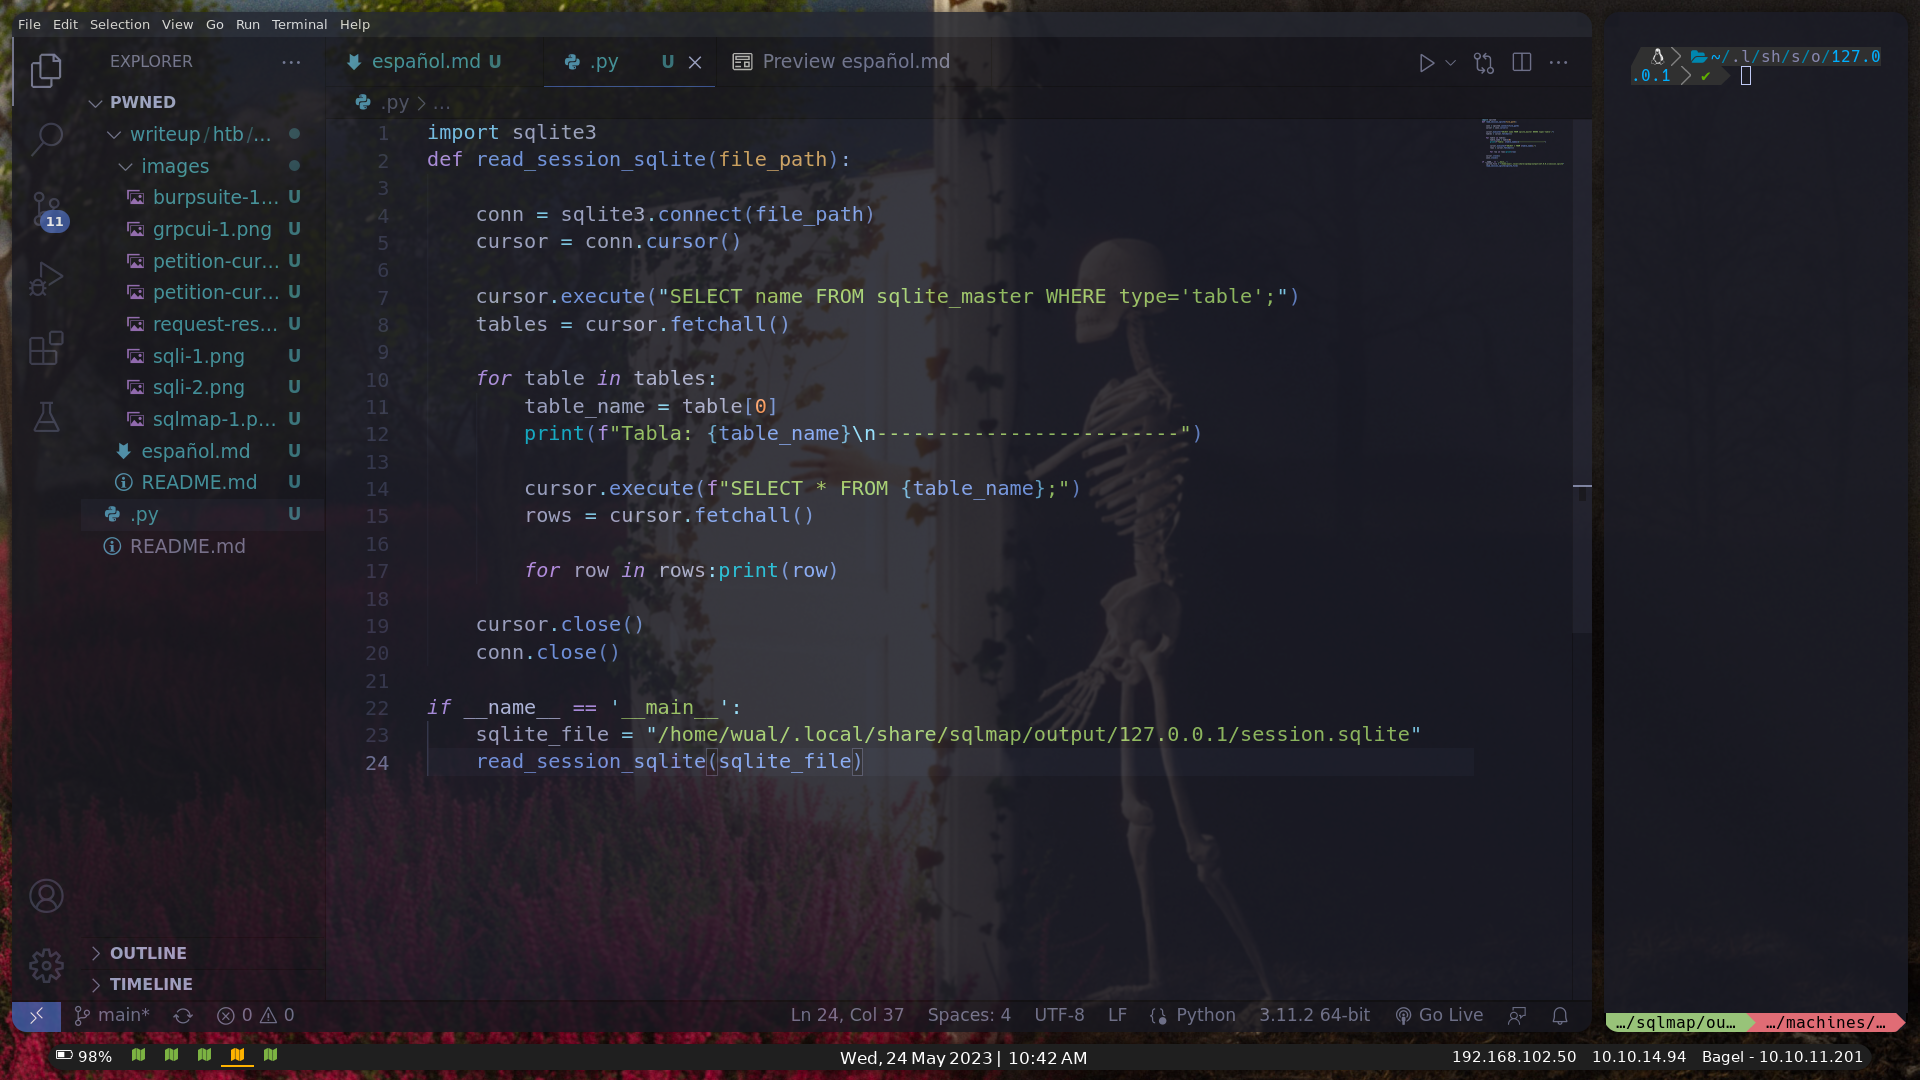 File Edit Selection View Go Run Terminal Help
EXPLORER
PWNED
writeup/htb/...
images
burpsuite-1... U
grpcui-1.png U
petition-cur... U
petition-cur... U
request-res... U
sqli-1.png U
sqli-2.png U
sqlmap-1.p... U
español.md U
README.md U
.py U
README.md
11
OUTLINE
TIMELINE
español.md U .py U Preview español.md
.py > ...
1 import sqlite3
2 def read_session_sqlite(file_path):
3
4 conn = sqlite3.connect(file_path)
5 cursor = conn.cursor()
6
7 cursor.execute("SELECT name FROM sqlite_master WHERE type='table';")
8 tables = cursor.fetchall()
9
10 for table in tables:
11 table_name = table[0]
12 print(f"Tabla: {table_name}\n-------------------------")
13
14 cursor.execute(f"SELECT * FROM {table_name};")
15 rows = cursor.fetchall()
16
17 for row in rows:print(row)
18
19 cursor.close()
20 conn.close()
21
22 if __name__ == '__main__':
23 sqlite_file = "/home/wual/.local/share/sqlmap/output/127.0.0.1/session.sqlite"
24 read_session_sqlite(sqlite_file)
~/.l/sh/s/o/127.0
.0.1
main* 0 0 Ln 24, Col 37 Spaces: 4 UTF-8 LF Python 3.11.2 64-bit Go Live
…/sqlmap/ou… …/machines/…
98% Wed, 24 May 2023 | 10:42 AM 192.168.102.50 10.10.14.94 Bagel - 10.10.11.201